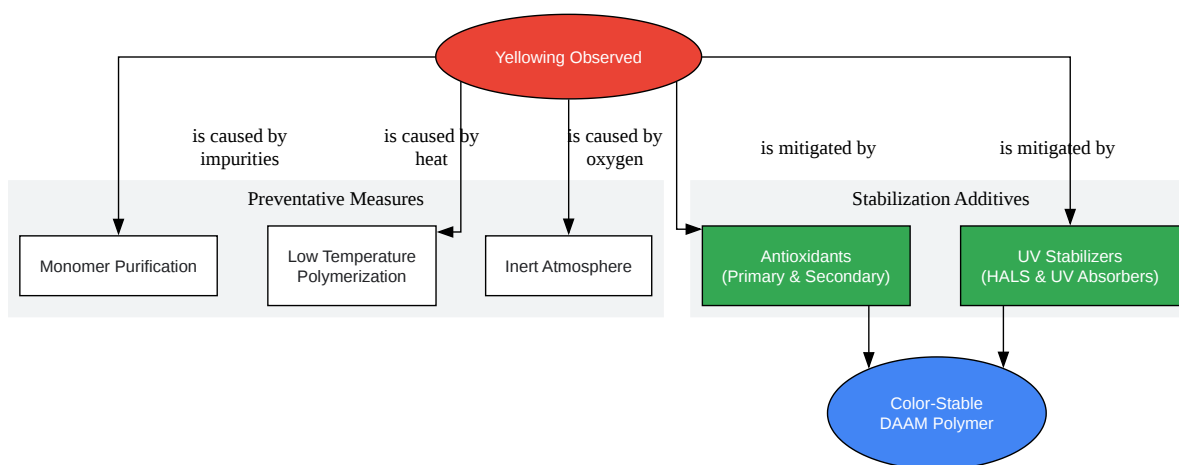 Yellowing Observed
is caused by
impurities
is caused by
heat
is caused by
oxygen
is mitigated by
is mitigated by
Preventative Measures
Stabilization Additives
Monomer Purification
Low Temperature
Polymerization
Inert Atmosphere
Antioxidants
(Primary & Secondary)
UV Stabilizers
(HALS & UV Absorbers)
Color-Stable
DAAM Polymer